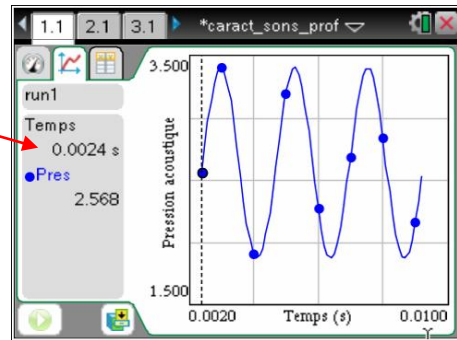 1.1 2.1 3.1 *caract_sons_prof
run1
Temps
0.0024 s
Pres
2.568
3.500
Pression acoustique
1.500
0.0020 Temps (s) 0.0100